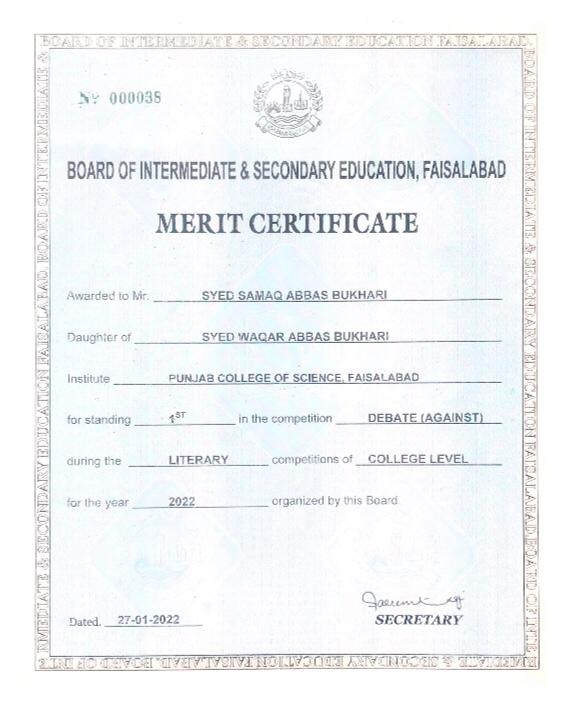 BOARD OF INTERMEDIATE & SECONDARY EDUCATION FAISALABAD.
Nº 000038
BOARD OF INTERMEDIATE & SECONDARY EDUCATION, FAISALABAD
MERIT CERTIFICATE
Awarded to Mr. SYED SAMAQ ABBAS BUKHARI
Daughter of SYED WAQAR ABBAS BUKHARI
Institute PUNJAB COLLEGE OF SCIENCE, FAISALABAD
for standing 1ST in the competition DEBATE (AGAINST)
during the LITERARY competitions of COLLEGE LEVEL
for the year 2022 organized by this Board.
Dated. 27-01-2022
SECRETARY